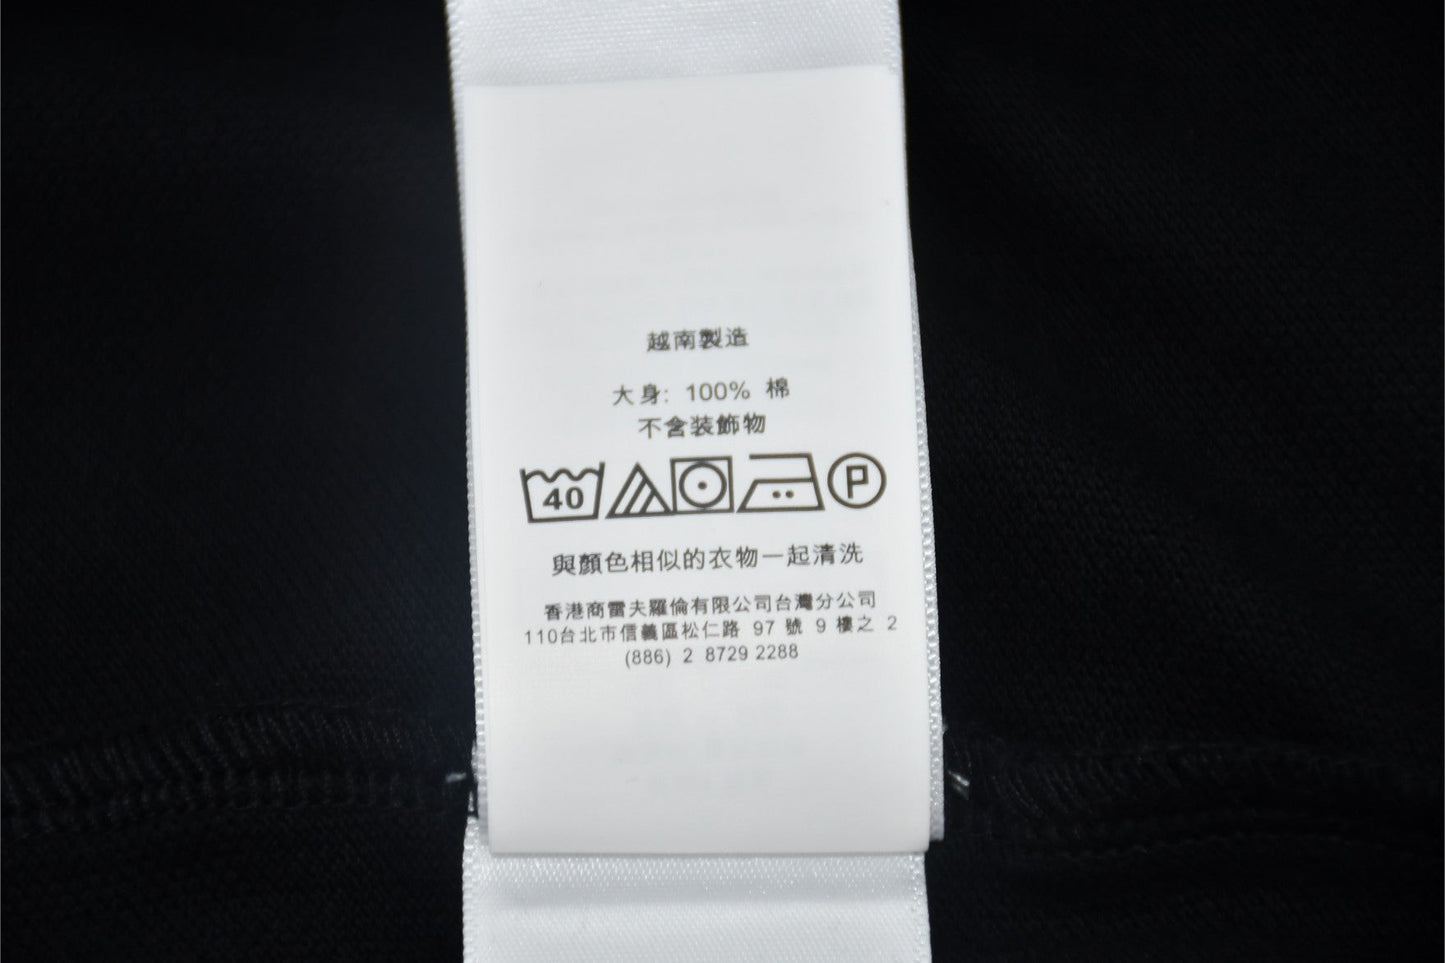 越南製造
大身: 100% 棉
不含装飾物
40 P
與顏色相似的衣物一起清洗
香港商雷夫羅倫有限公司台灣分公司
110台北市信義區松仁路 97 號 9 樓之 2
(886) 2 8729 2288